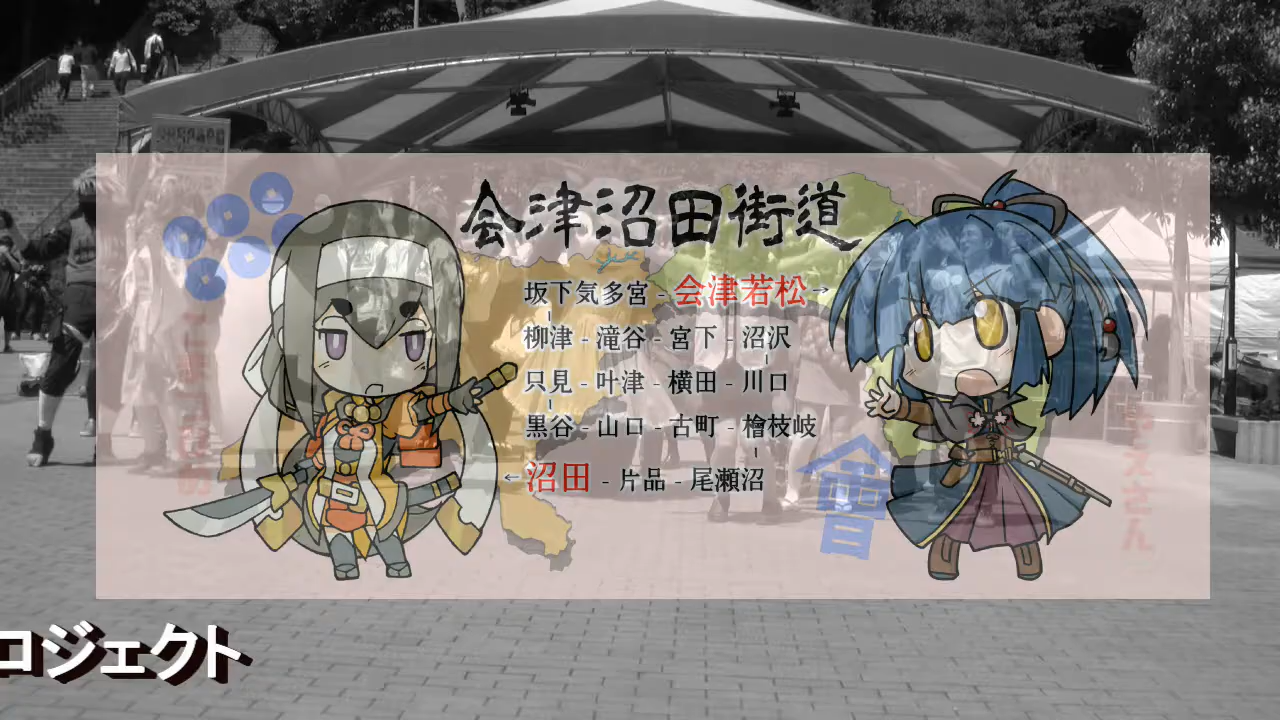 会津沼田街道
坂下気多宮 - 会津若松→
柳津 - 滝谷 - 宮下 - 沼沢
只見 - 叶津 - 横田 - 川口
黒谷 - 山口 - 古町 - 檜枝岐
←沼田 - 片品 - 尾瀬沼
會
ロジェクト